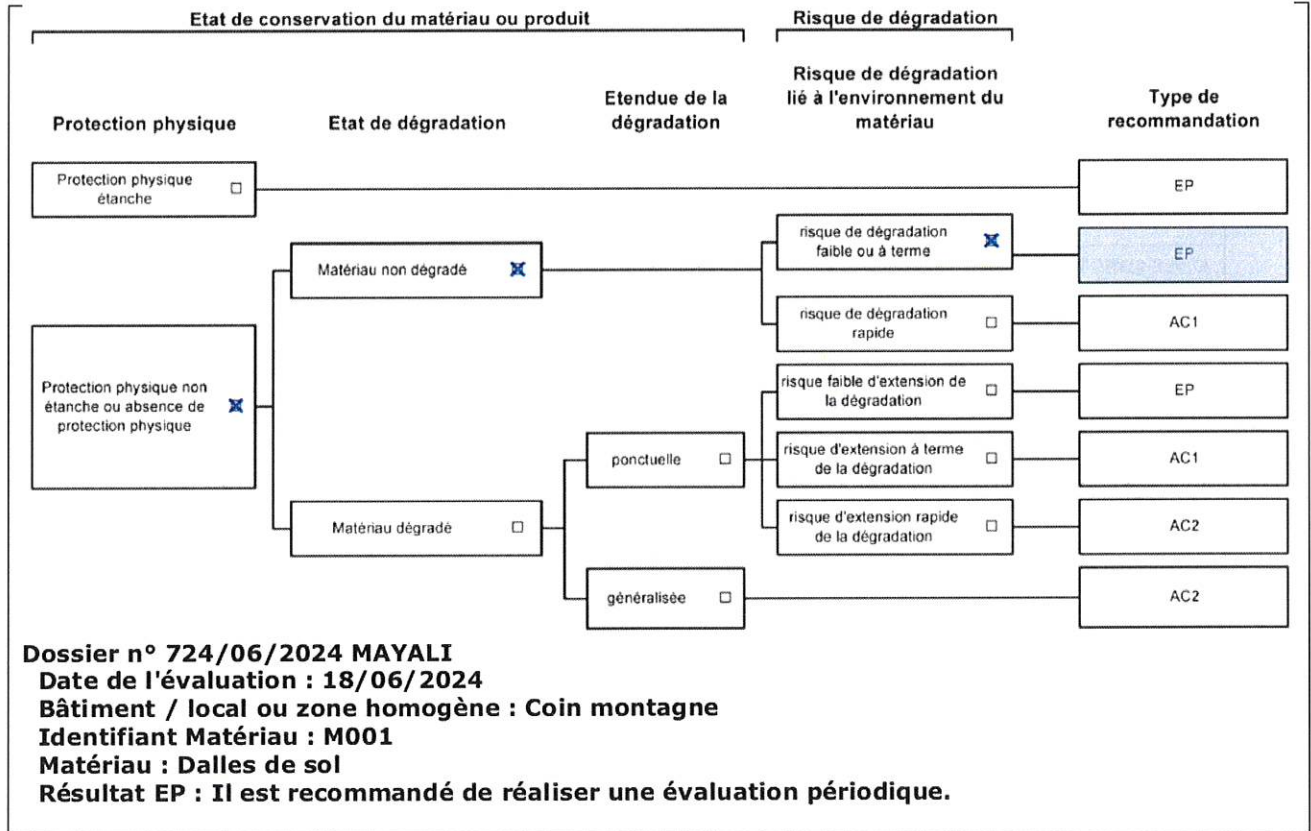 Etat de conservation du matériau ou produit
Risque de dégradation
Protection physique
Etat de dégradation
Etendue de la
dégradation
Risque de dégradation
lié à l'environnement du
matériau
Type de
recommandation
Protection physique
étanche
EP
Matériau non dégradé
risque de dégradation
faible ou à terme
EP
risque de dégradation
rapide
AC1
Protection physique non
étanche ou absence de
protection physique
risque faible d'extension de
la dégradation
EP
ponctuelle
risque d'extension à terme
de la dégradation
AC1
Matériau dégradé
risque d'extension rapide
de la dégradation
AC2
généralisée
AC2
Dossier n° 724/06/2024 MAYALI
Date de l'évaluation : 18/06/2024
Bâtiment / local ou zone homogène : Coin montagne
Identifiant Matériau : M001
Matériau : Dalles de sol
Résultat EP : Il est recommandé de réaliser une évaluation périodique.